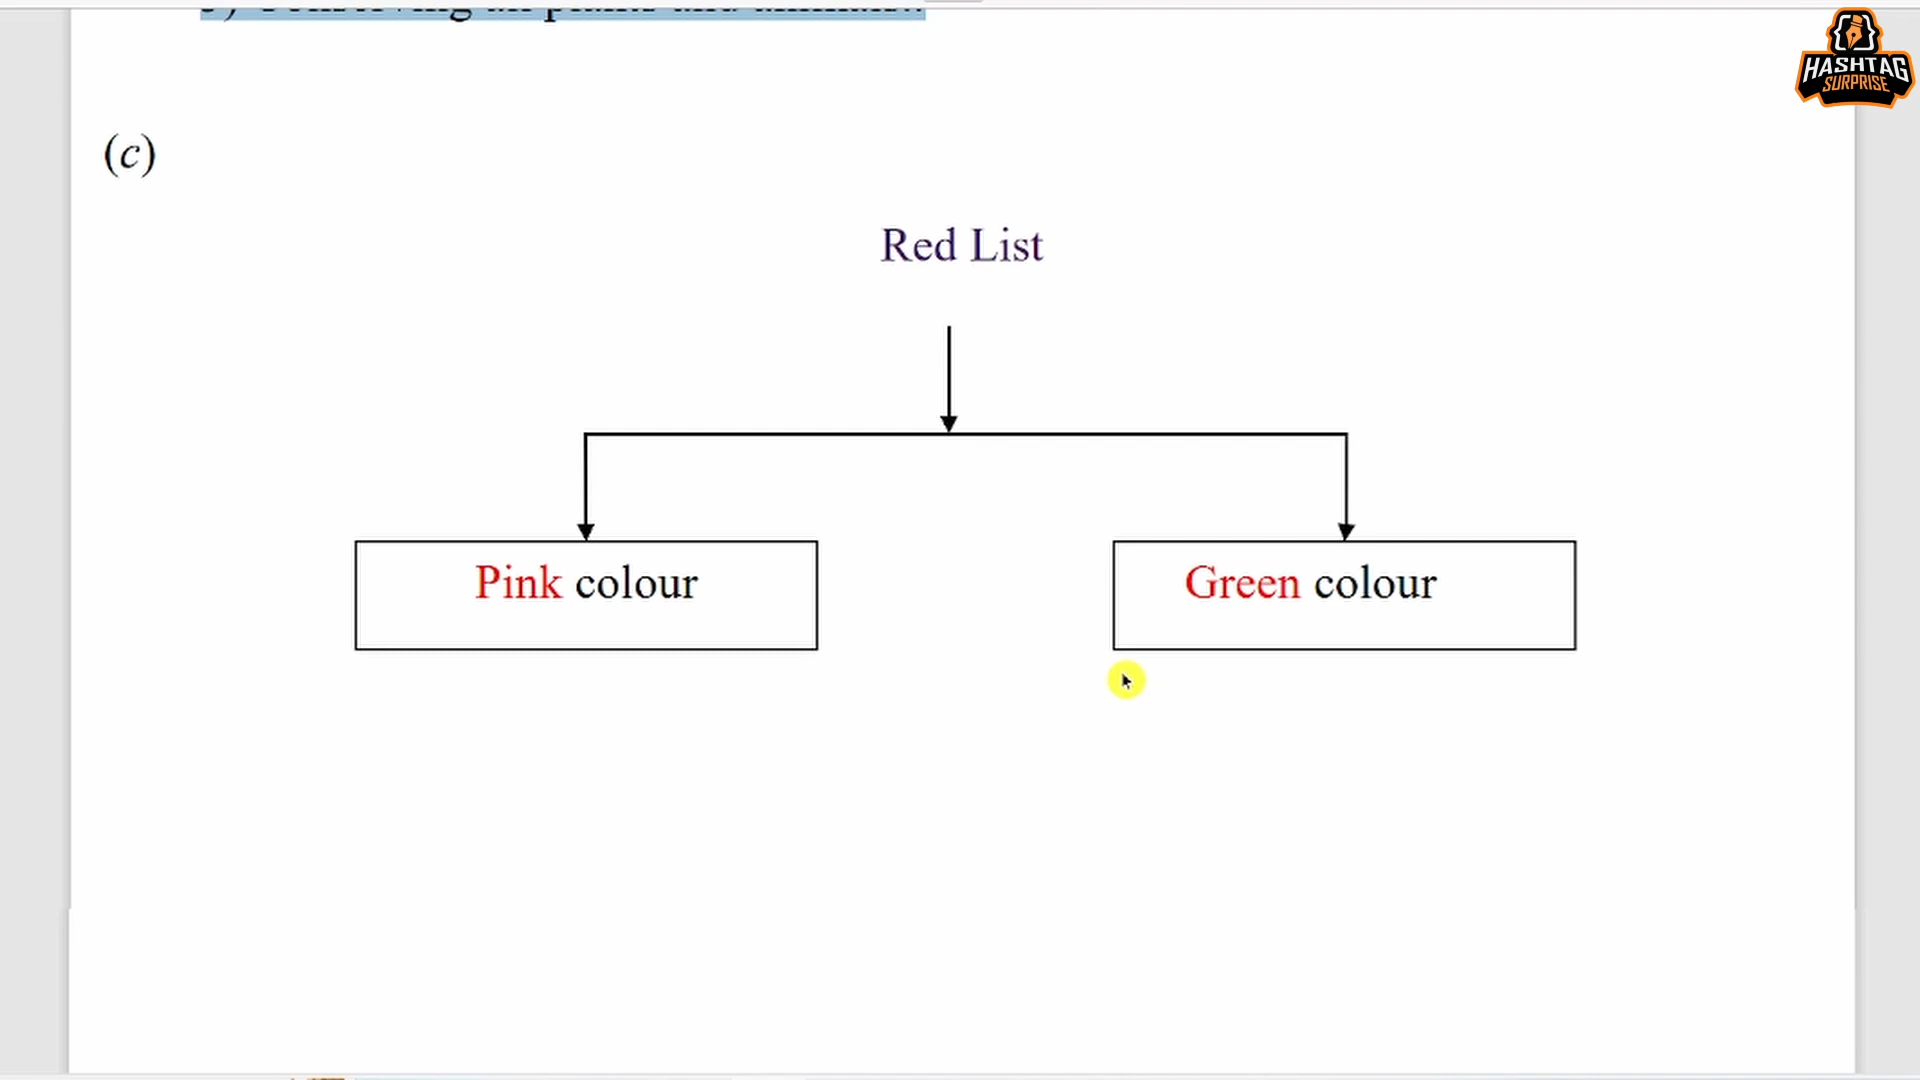 (c)
Red List
Pink colour
Green colour
HASHTAG
SURPRISE